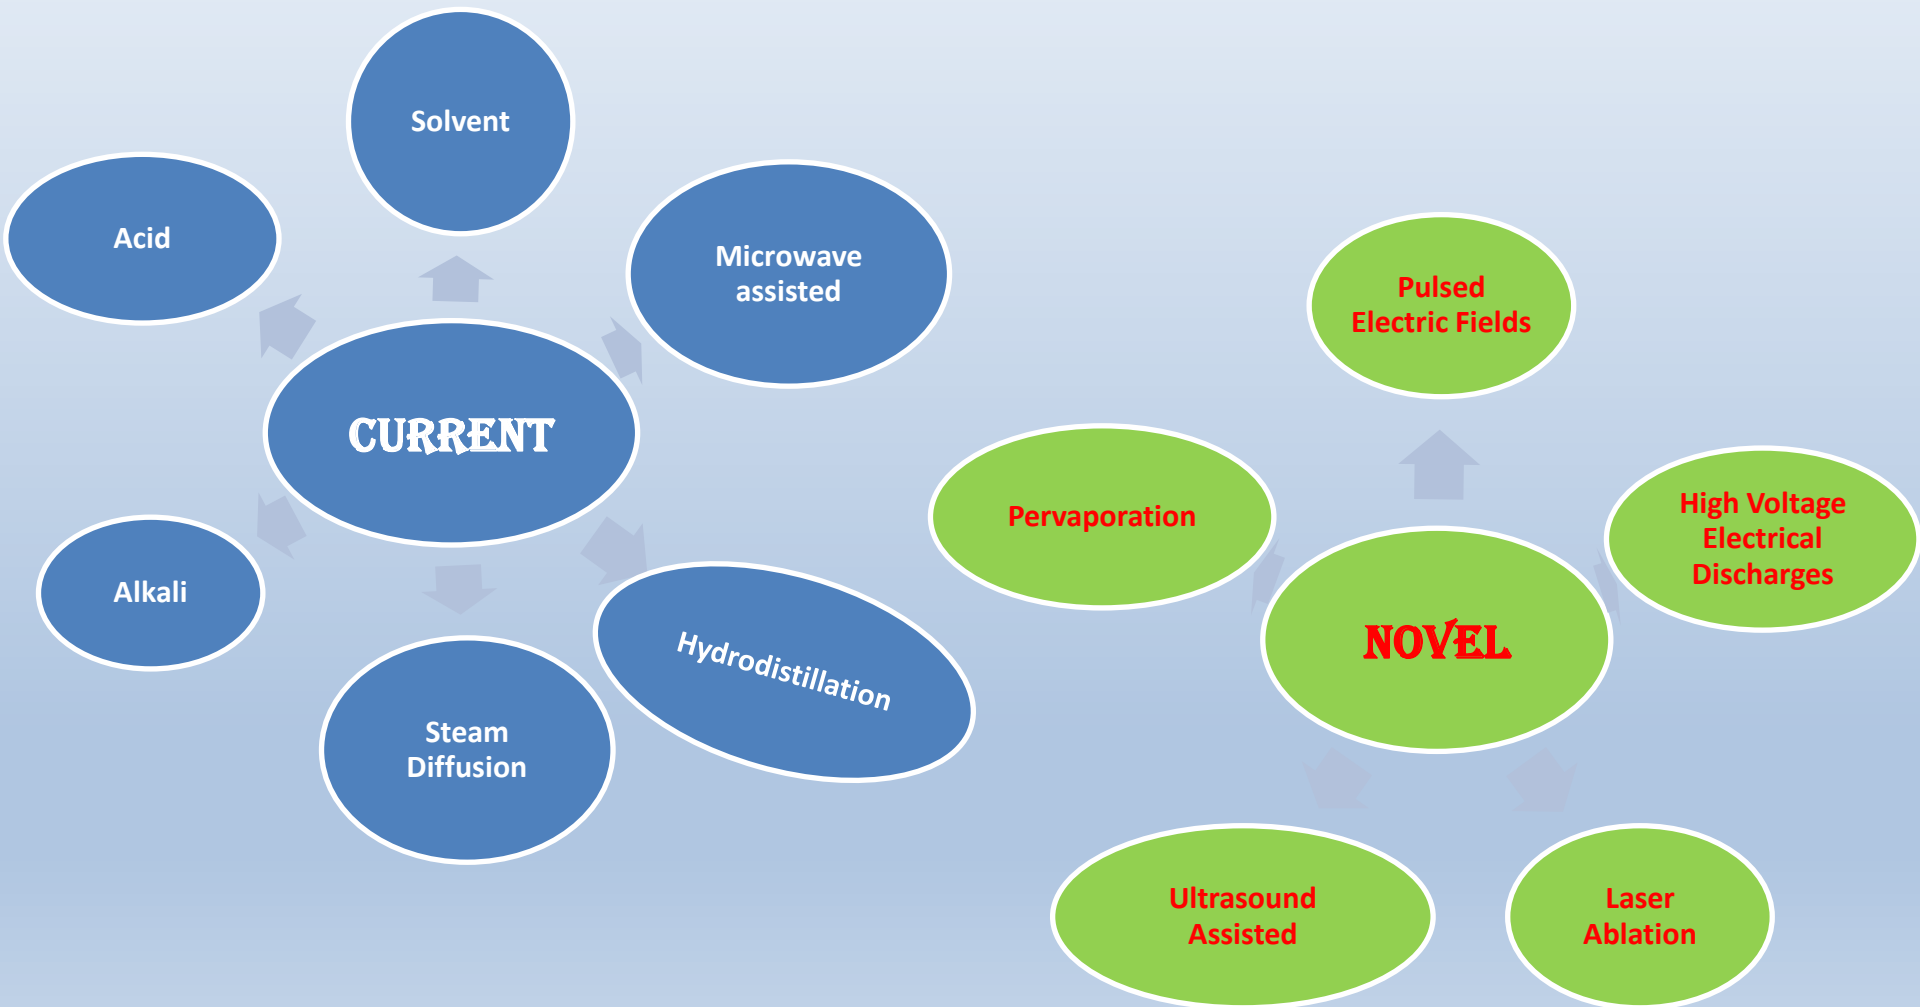 Solvent
Acid
Microwave
assisted
CURRENT
Alkali
Hydrodistillation
Steam
Diffusion
Pulsed
Electric Fields
Pervaporation
High Voltage
Electrical
Discharges
NOVEL
Ultrasound
Assisted
Laser
Ablation